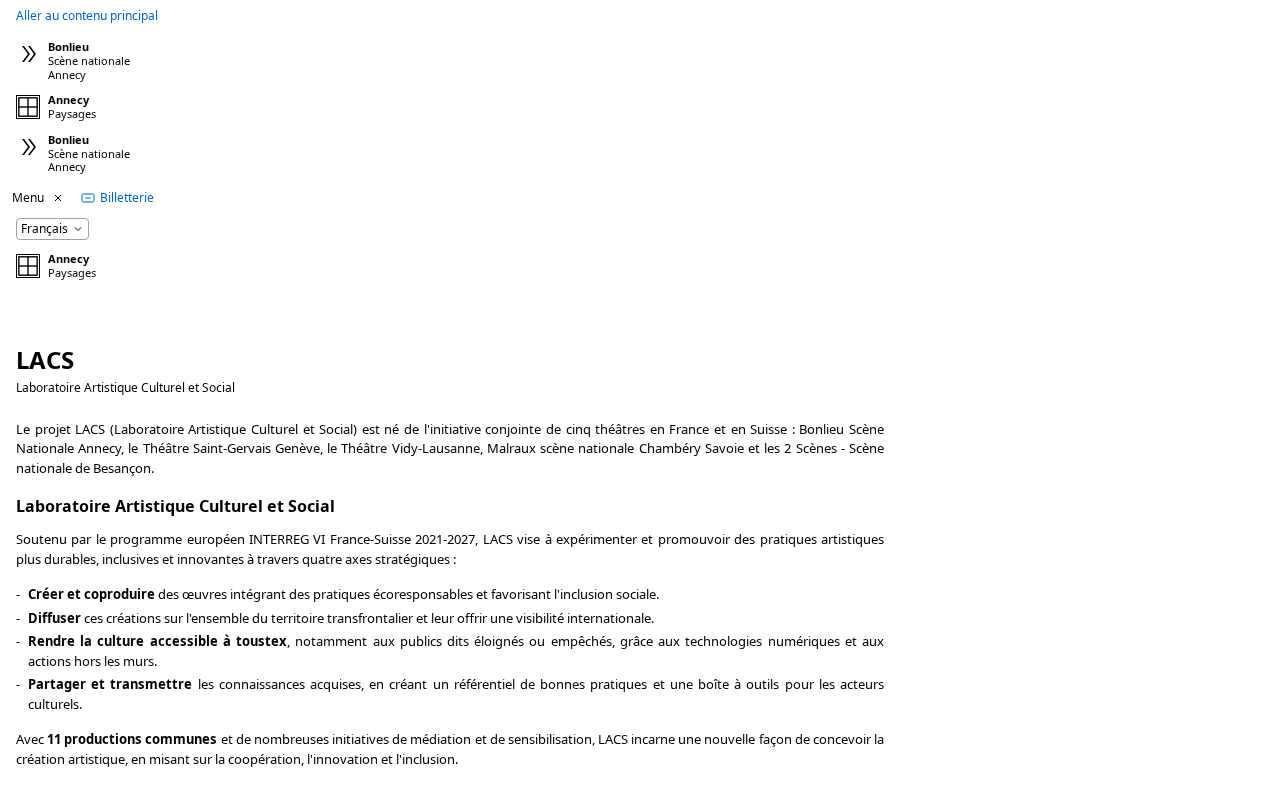 Aller au contenu principal
Bonlieu
Scène nationale
Annecy
Annecy
Paysages
Bonlieu
Scène nationale
Annecy
Menu
Billetterie
Français
Annecy
Paysages
LACS
Laboratoire Artistique Culturel et Social
Le projet LACS (Laboratoire Artistique Culturel et Social) est né de l'initiative conjointe de cinq théâtres en France et en Suisse : Bonlieu Scène
Nationale Annecy, le Théâtre Saint-Gervais Genève, le Théâtre Vidy-Lausanne, Malraux scène nationale Chambéry Savoie et les 2 Scènes - Scène
nationale de Besançon.
Laboratoire Artistique Culturel et Social
Soutenu par le programme européen INTERREG VI France-Suisse 2021-2027, LACS vise à expérimenter et promouvoir des pratiques artistiques
plus durables, inclusives et innovantes à travers quatre axes stratégiques :
- Créer et coproduire des œuvres intégrant des pratiques écoresponsables et favorisant l'inclusion sociale.
- Diffuser ces créations sur l'ensemble du territoire transfrontalier et leur offrir une visibilité internationale.
- Rendre la culture accessible à toustex, notamment aux publics dits éloignés ou empêchés, grâce aux technologies numériques et aux
actions hors les murs.
- Partager et transmettre les connaissances acquises, en créant un référentiel de bonnes pratiques et une boîte à outils pour les acteurs
culturels.
Avec 11 productions communes et de nombreuses initiatives de médiation et de sensibilisation, LACS incarne une nouvelle façon de concevoir la
création artistique, en misant sur la coopération, l'innovation et l'inclusion.